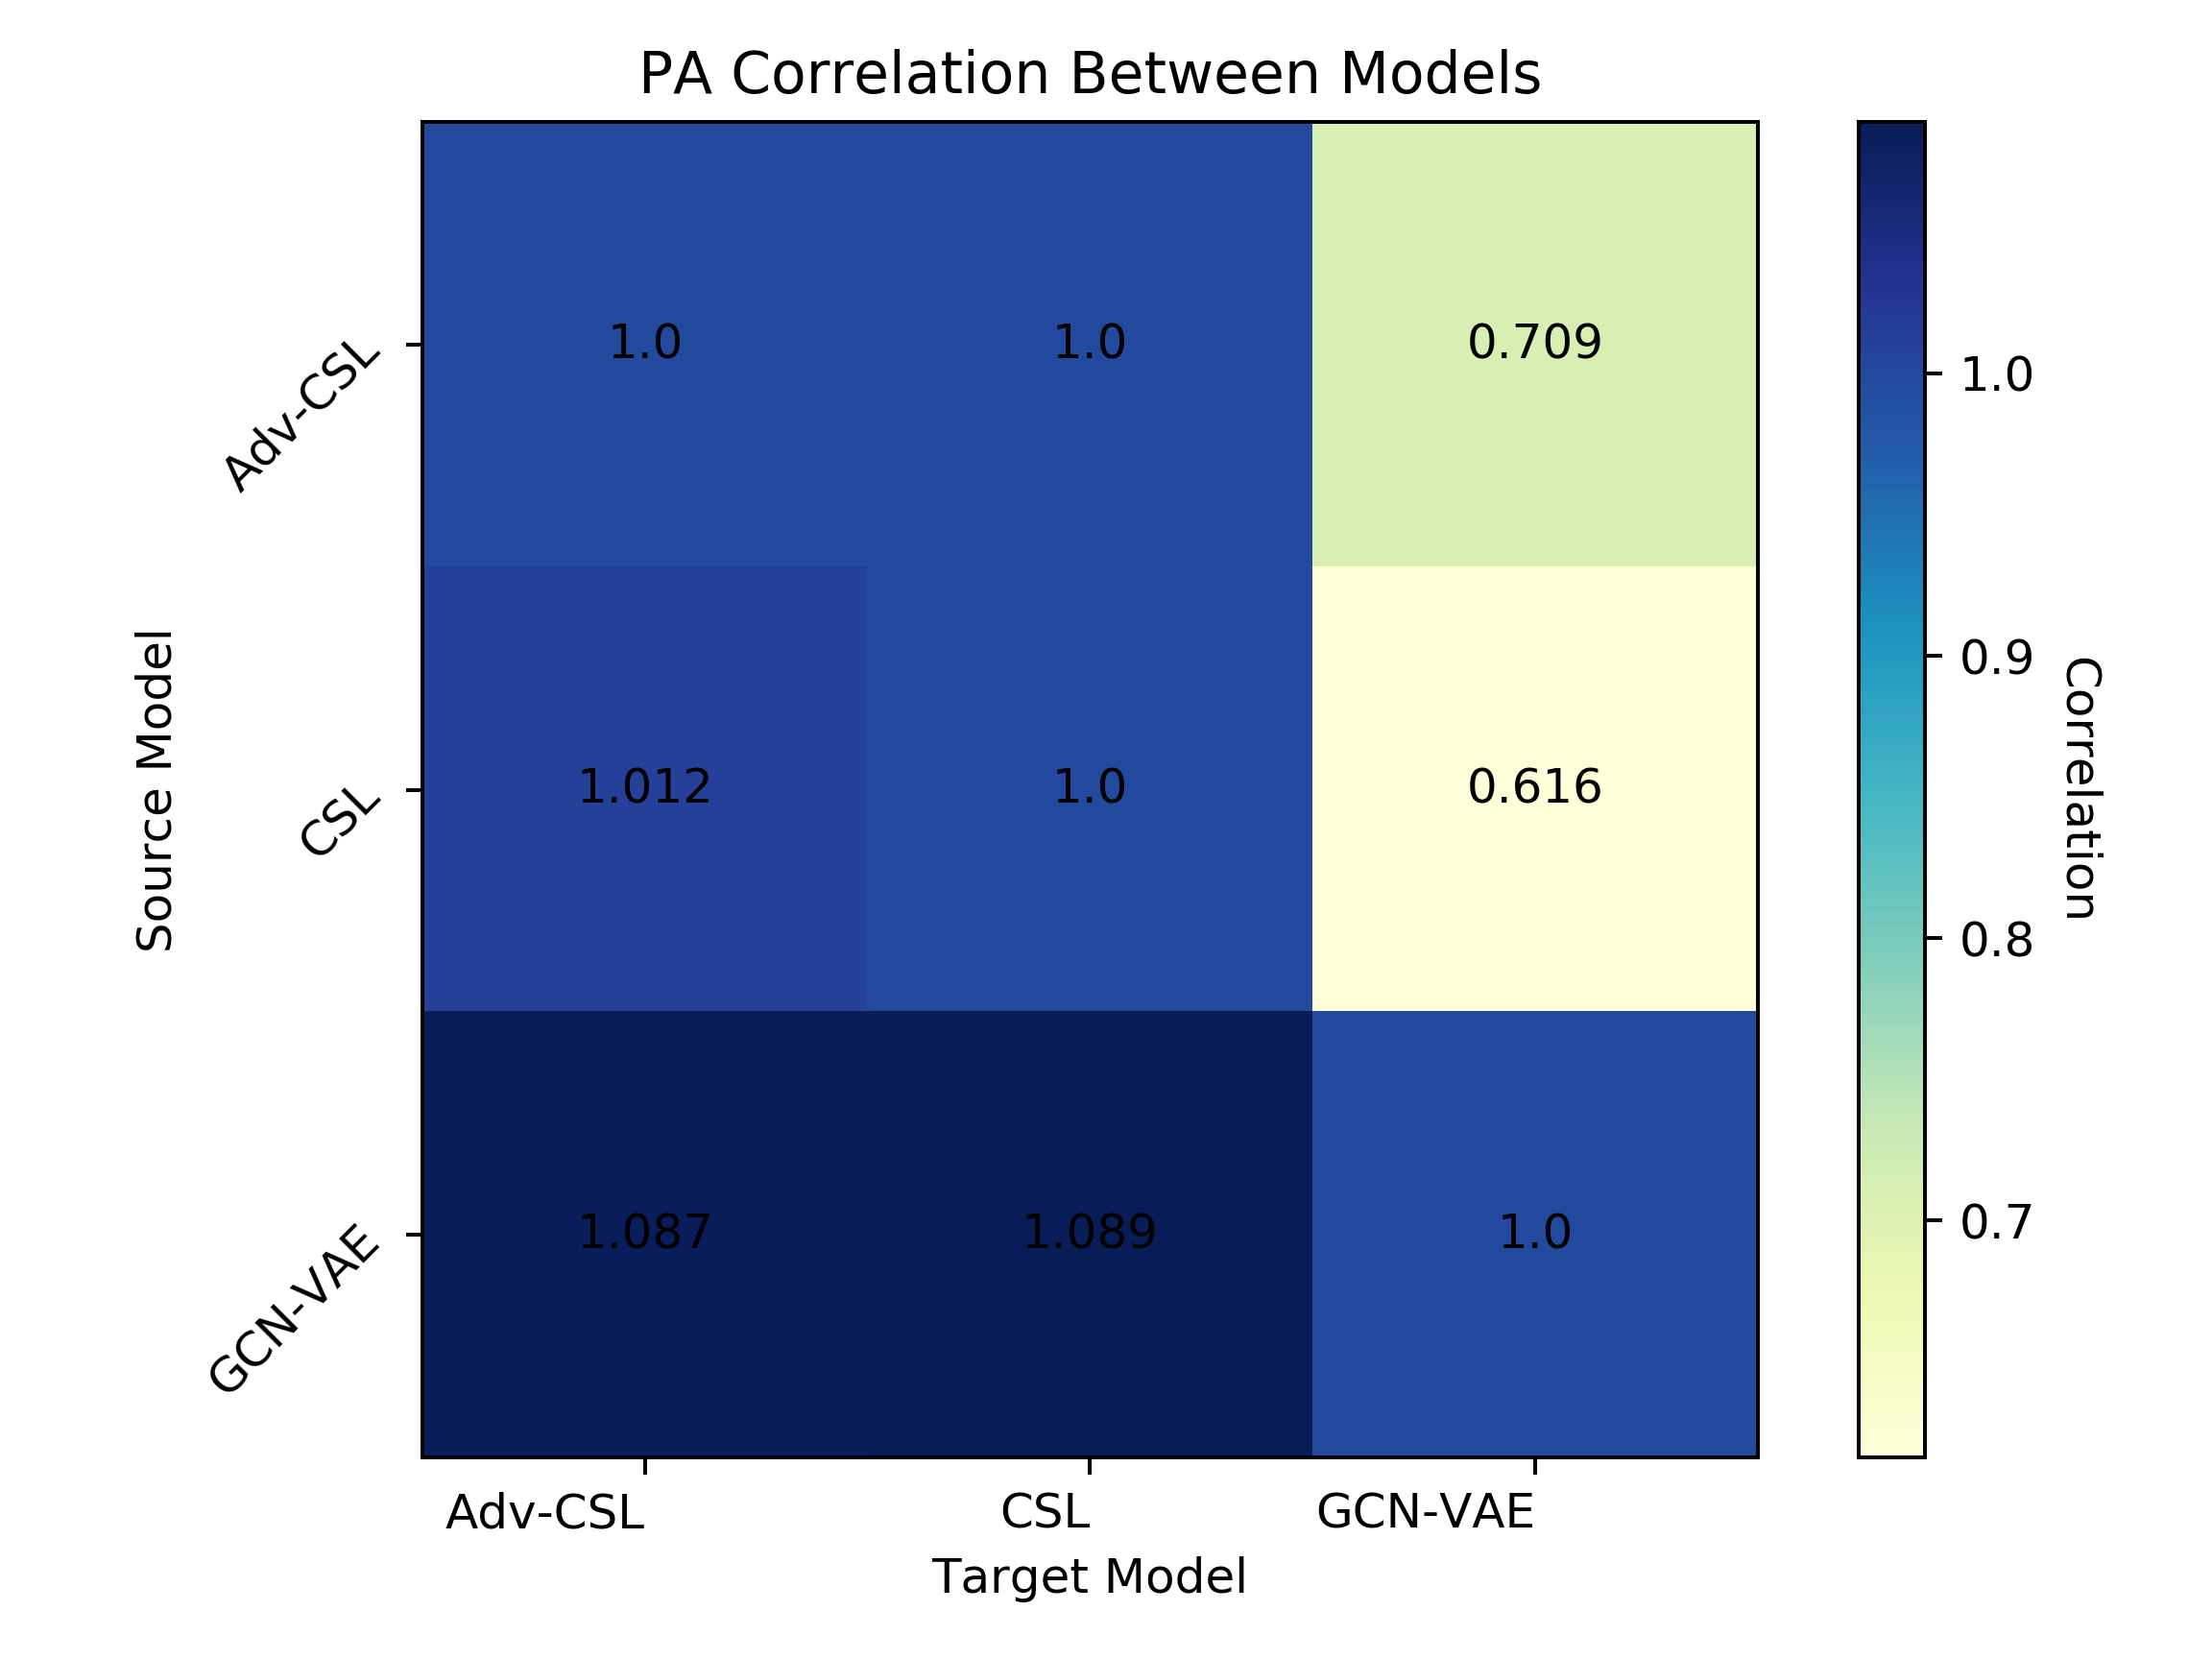 PA Correlation Between Models
Source Model
Adv-CSL
1.0 1.0 0.709
CSL
1.012 1.0 0.616
GCN-VAE
1.087 1.089 1.0
Adv-CSL CSL GCN-VAE
Target Model
1.0
0.9
0.8
0.7
Correlation